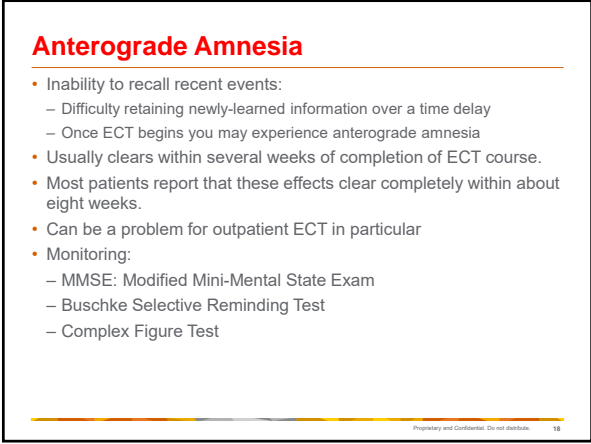 Anterograde Amnesia
• Inability to recall recent events:
– Difficulty retaining newly-learned information over a time delay
– Once ECT begins you may experience anterograde amnesia
• Usually clears within several weeks of completion of ECT course.
• Most patients report that these effects clear completely within about
eight weeks.
• Can be a problem for outpatient ECT in particular
• Monitoring:
– MMSE: Modified Mini-Mental State Exam
– Buschke Selective Reminding Test
– Complex Figure Test
Proprietary and Confidential. Do not distribute. 18